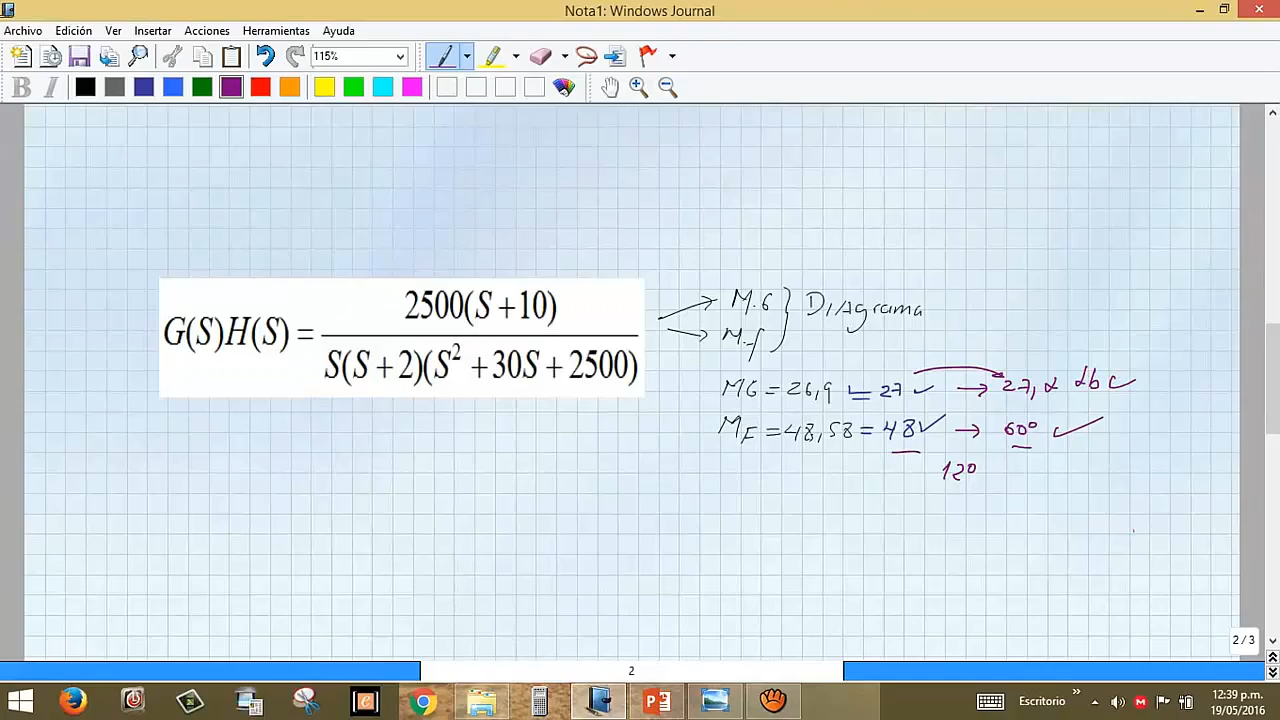 Nota1: Windows Journal
Archivo Edición Ver Insertar Acciones Herramientas Ayuda
115%
B I
G(S)H(S) = 2500(S+10) / S(S+2)(S² + 30S + 2500)
M.G } Diagrama
M.f
MG = 26,9 ≌ 27 ✓ → 27,2 db ✓
MF = 48,58 = 48 ✓ → 60° ✓
12°
2 / 3
2
Escritorio » 12:39 p.m.
19/05/2016